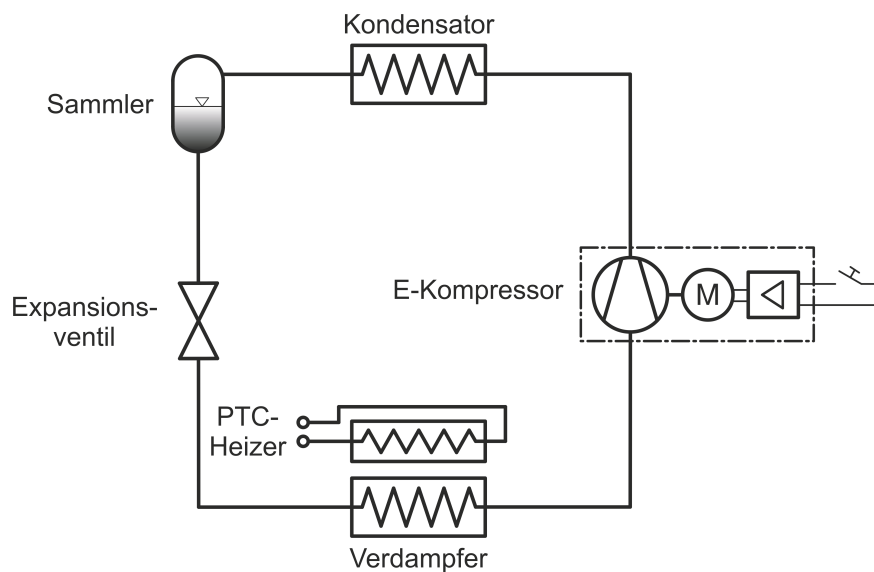 Kondensator
Sammler
E-Kompressor
M
Expansions-
ventil
PTC-
Heizer
Verdampfer